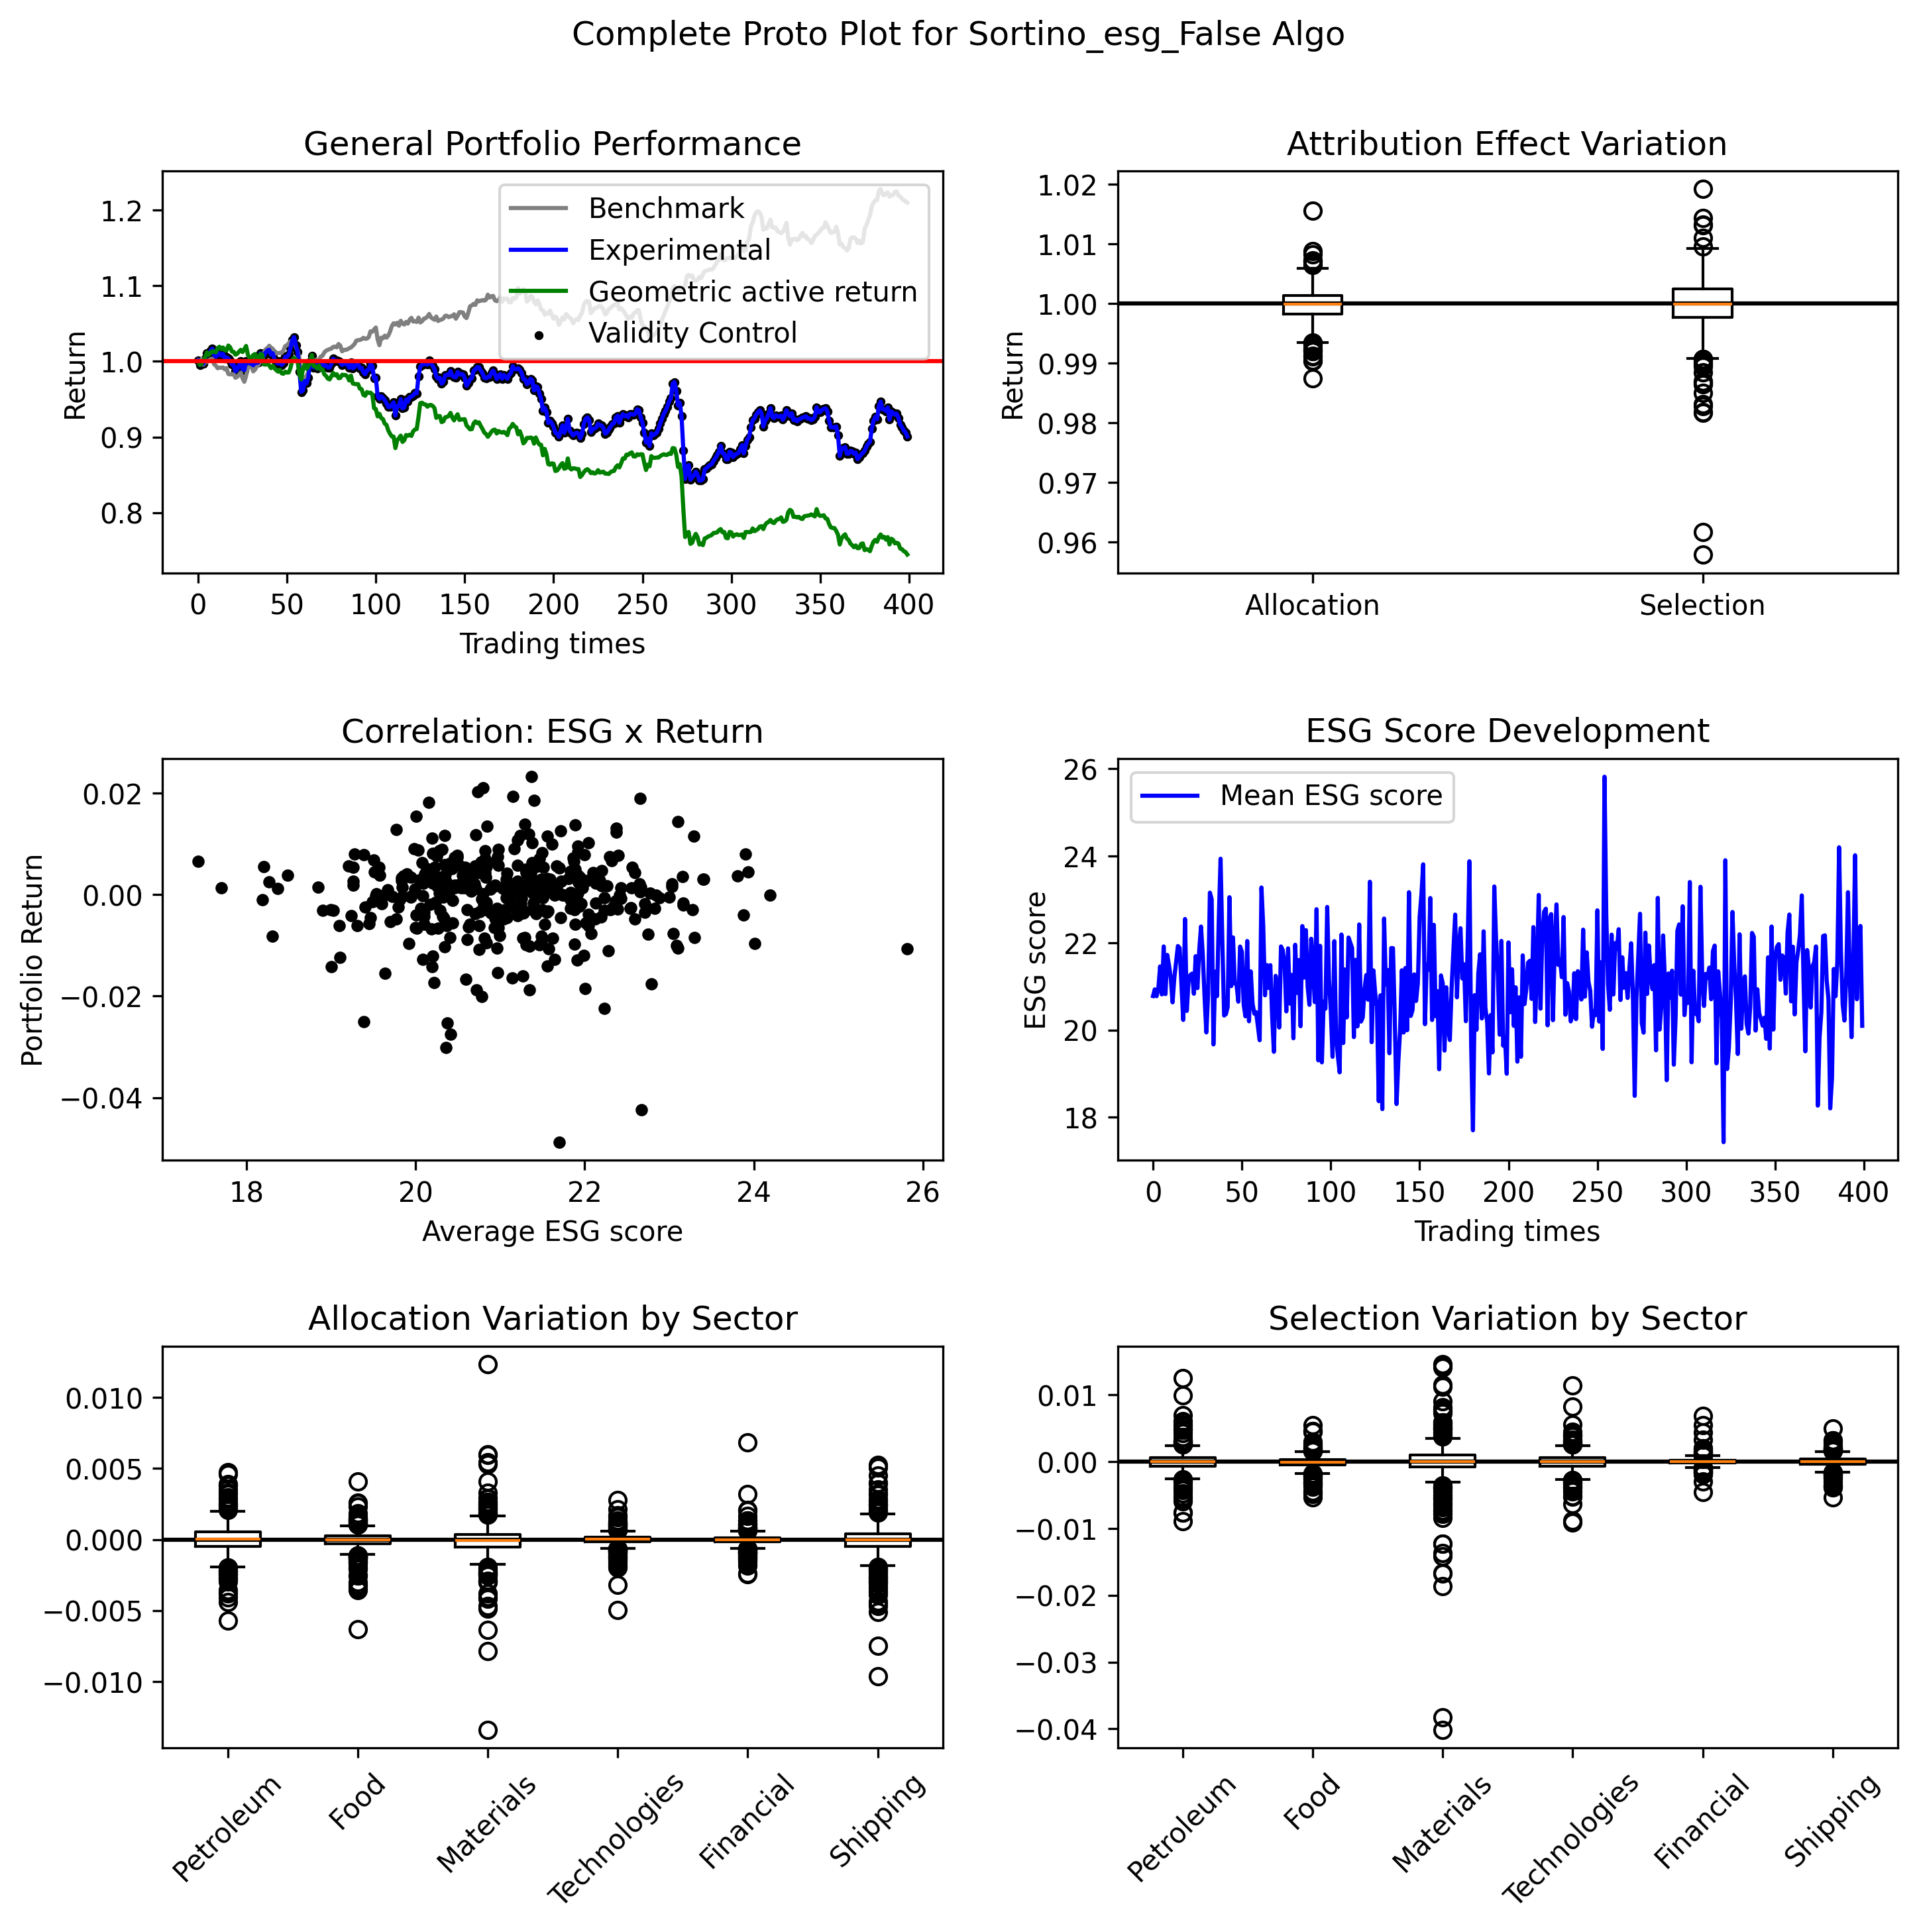 Complete Proto Plot for Sortino_esg_False Algo
General Portfolio Performance
Return
1.2
1.1
1.0
0.9
0.8
Benchmark
Experimental
Geometric active return
Validity Control
0 50 100 150 200 250 300 350 400
Trading times
Attribution Effect Variation
Return
1.02
1.01
1.00
0.99
0.98
0.97
0.96
Allocation Selection
Correlation: ESG x Return
Portfolio Return
0.02
0.00
−0.02
−0.04
18 20 22 24 26
Average ESG score
ESG Score Development
ESG score
26
24
22
20
18
Mean ESG score
0 50 100 150 200 250 300 350 400
Trading times
Allocation Variation by Sector
0.010
0.005
0.000
−0.005
−0.010
Petroleum
Food
Materials
Technologies
Financial
Shipping
Selection Variation by Sector
0.01
0.00
−0.01
−0.02
−0.03
−0.04
Petroleum
Food
Materials
Technologies
Financial
Shipping